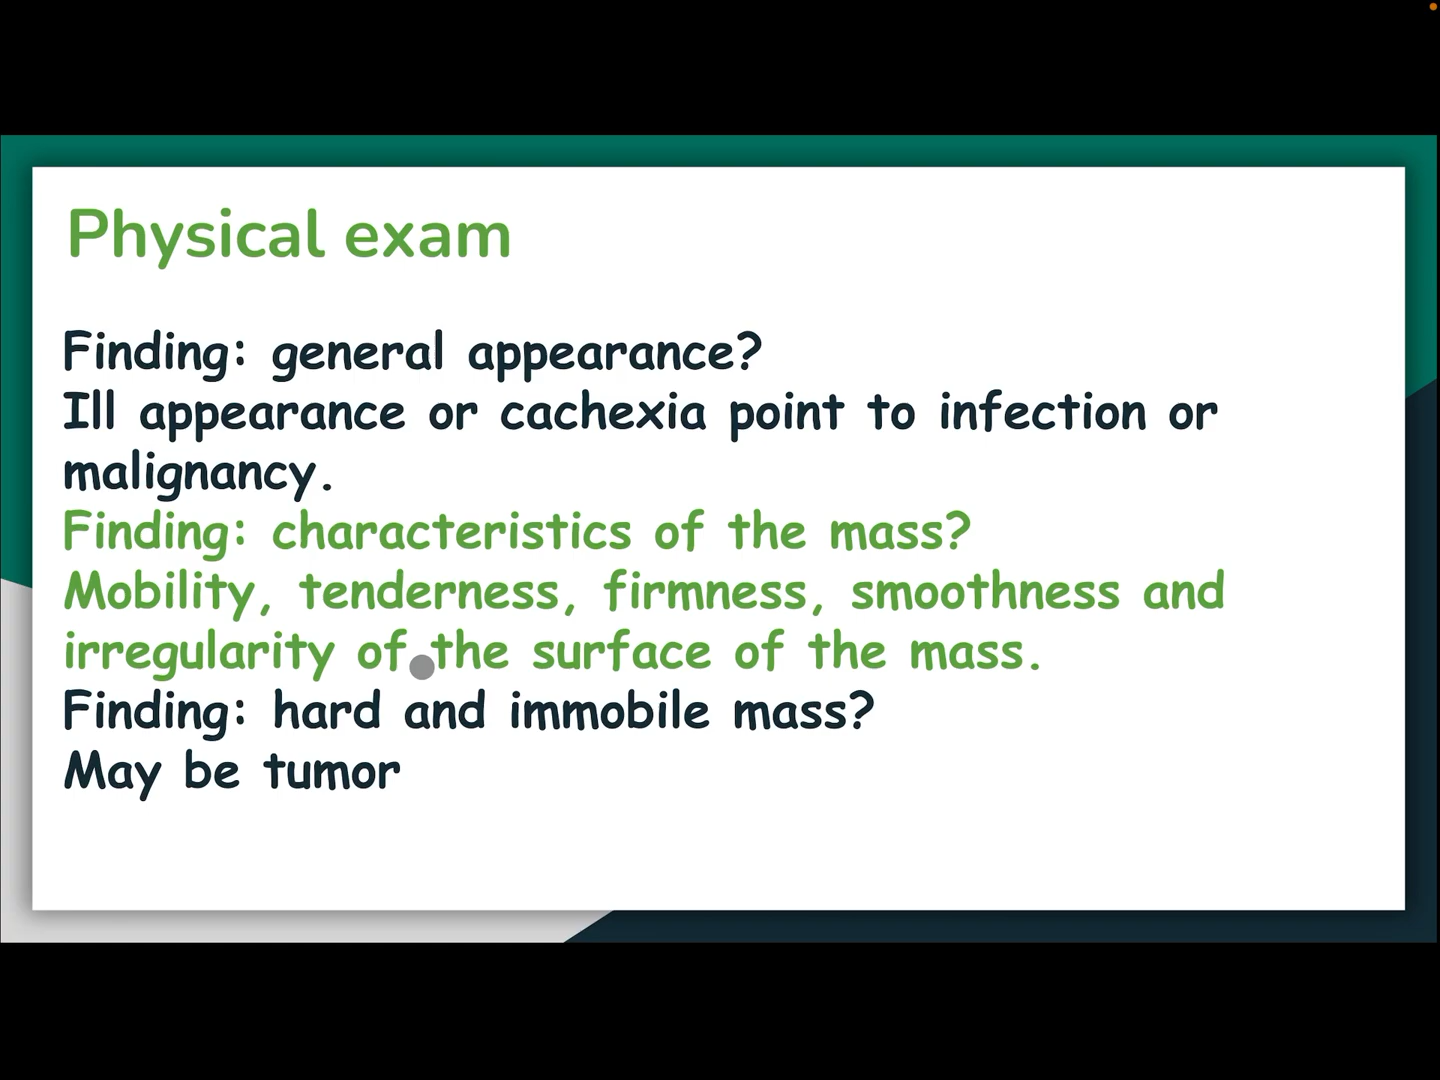 Physical exam
Finding: general appearance?
Ill appearance or cachexia point to infection or
malignancy.
Finding: characteristics of the mass?
Mobility, tenderness, firmness, smoothness and
irregularity of the surface of the mass.
Finding: hard and immobile mass?
May be tumor